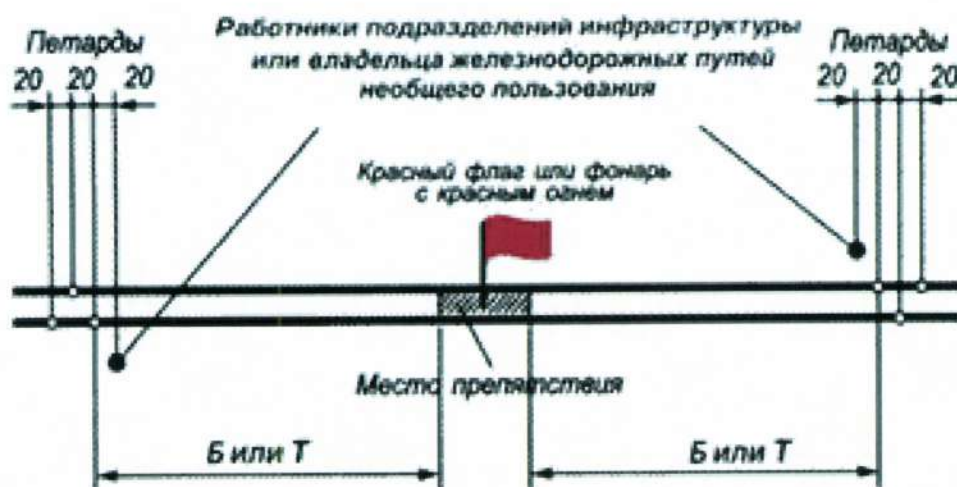 Петарды
20 20 20
Работники подразделений инфраструктуры
или владельца железнодорожных путей
необщего пользования
Петарды
20 20 20
Красный флаг или фонарь
с красным огнем
Место препятствия
Б или Т
Б или Т